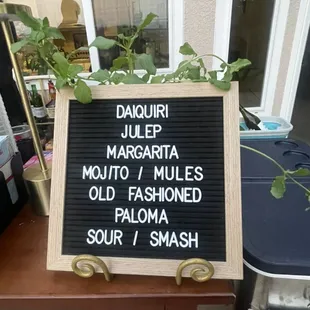 DAIQUIRI
JULEP
MARGARITA
MOJITO / MULES
OLD FASHIONED
PALOMA
SOUR / SMASH